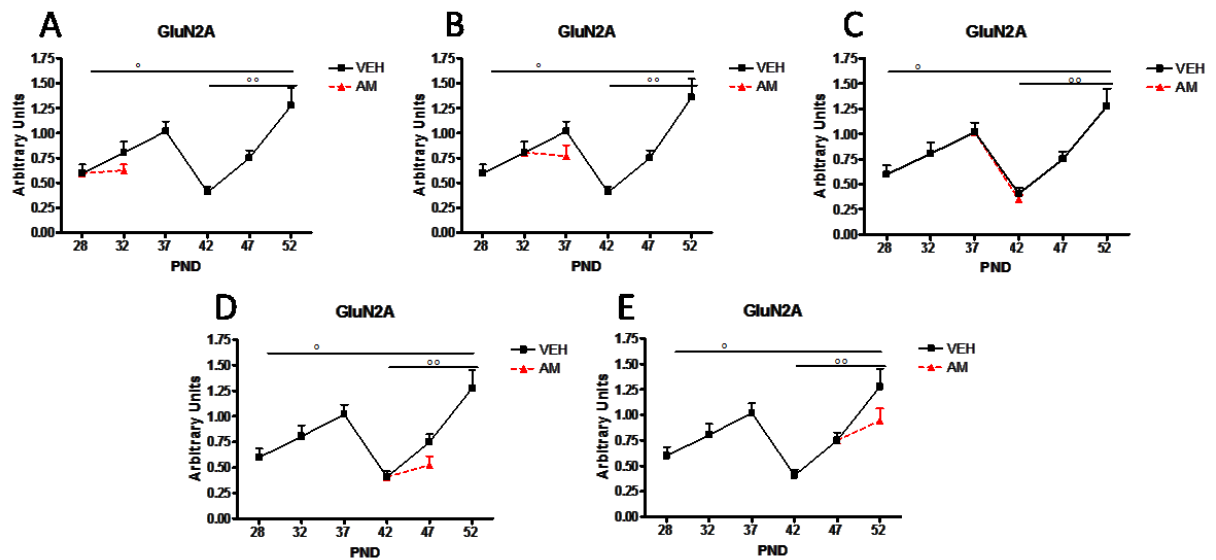 A
GluN2A
Arbitrary Units
1.75
1.50
1.25
1.00
0.75
0.50
0.25
0.00
28 32 37 42 47 52
PND
VEH
AM
°
°°
B
GluN2A
Arbitrary Units
1.75
1.50
1.25
1.00
0.75
0.50
0.25
0.00
28 32 37 42 47 52
PND
VEH
AM
°
°°
C
GluN2A
Arbitrary Units
1.75
1.50
1.25
1.00
0.75
0.50
0.25
0.00
28 32 37 42 47 52
PND
VEH
AM
°
°°
D
GluN2A
Arbitrary Units
1.75
1.50
1.25
1.00
0.75
0.50
0.25
0.00
28 32 37 42 47 52
PND
VEH
AM
°
°°
E
GluN2A
Arbitrary Units
1.75
1.50
1.25
1.00
0.75
0.50
0.25
0.00
28 32 37 42 47 52
PND
VEH
AM
°
°°